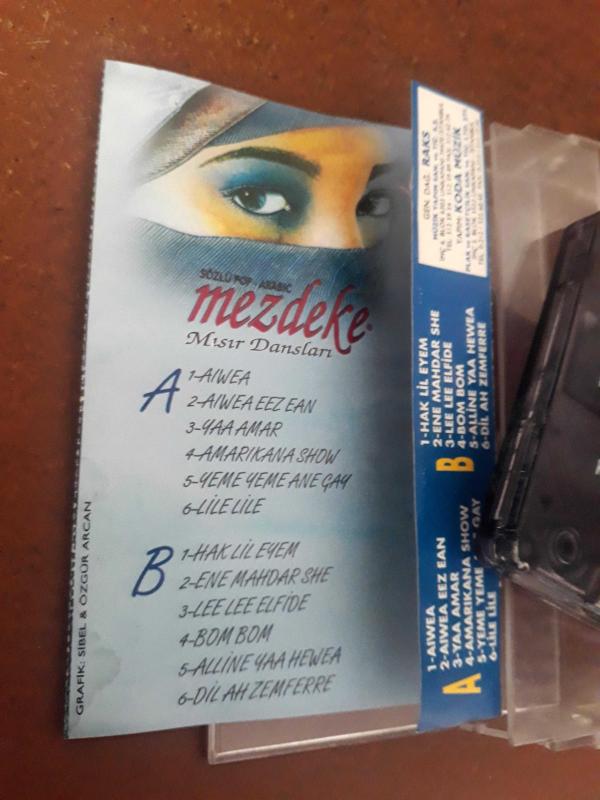 SÖZLÜ POP - ARABIC
mezdeke
Mısır Dansları
A
1-AIWEA
2-AIWEA EEZ EAN
3-YAA AMAR
4-AMARIKANA SHOW
5-YEME YEME ANE GAY
6-LİLE LİLE
B
1-HAK LİL EYEM
2-ENE MAHDAR SHE
3-LEE LEE ELFİDE
4-BOM BOM
5-ALLİNE YAA HEWEA
6-DİL AH ZEMFERRE
GRAFİK: SİBEL & ÖZGÜR ARCAN
GEN. DAĞ. RAKS
YAPIM: KODA MÜZİK
B
1-HAK LİL EYEM
2-ENE MAHDAR SHE
3-LEE LEE ELFİDE
4-BOM BOM
5-ALLİNE YAA HEWEA
6-DİL AH ZEMFERRE
A
1-AIWEA
2-AIWEA EEZ EAN
3-YAA AMAR
4-AMARIKANA SHOW
5-YEME YEME GAY
6-LİLE LİLE